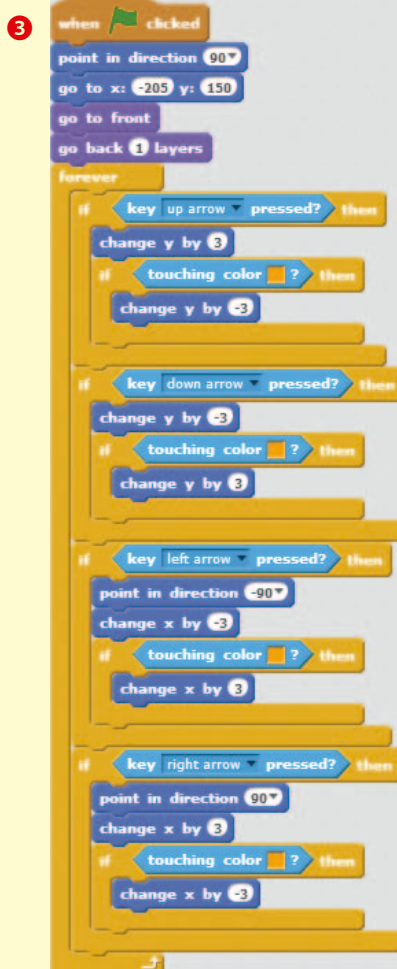 3
when clicked
point in direction 90
go to x: -205 y: 150
go to front
go back 1 layers
forever
if key up arrow pressed? then
change y by 3
if touching color ? then
change y by -3
if key down arrow pressed? then
change y by -3
if touching color ? then
change y by 3
if key left arrow pressed? then
point in direction -90
change x by -3
if touching color ? then
change x by 3
if key right arrow pressed? then
point in direction 90
change x by 3
if touching color ? then
change x by -3